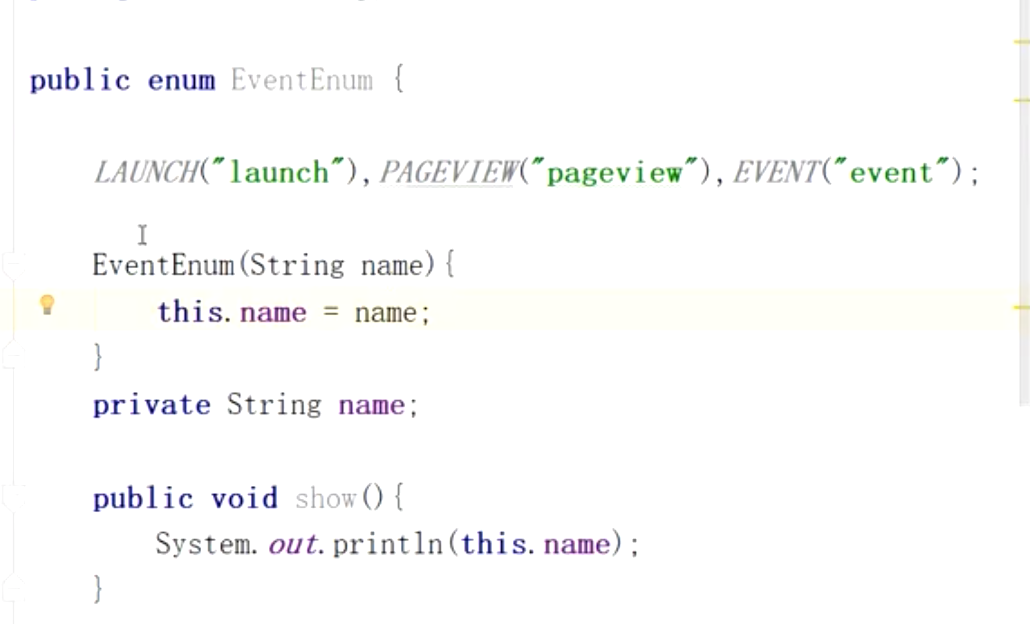 public enum EventEnum {
LAUNCH("launch"), PAGEVIEW("pageview"), EVENT("event");
EventEnum(String name){
this.name = name;
}
private String name;
public void show(){
System.out.println(this.name);
}